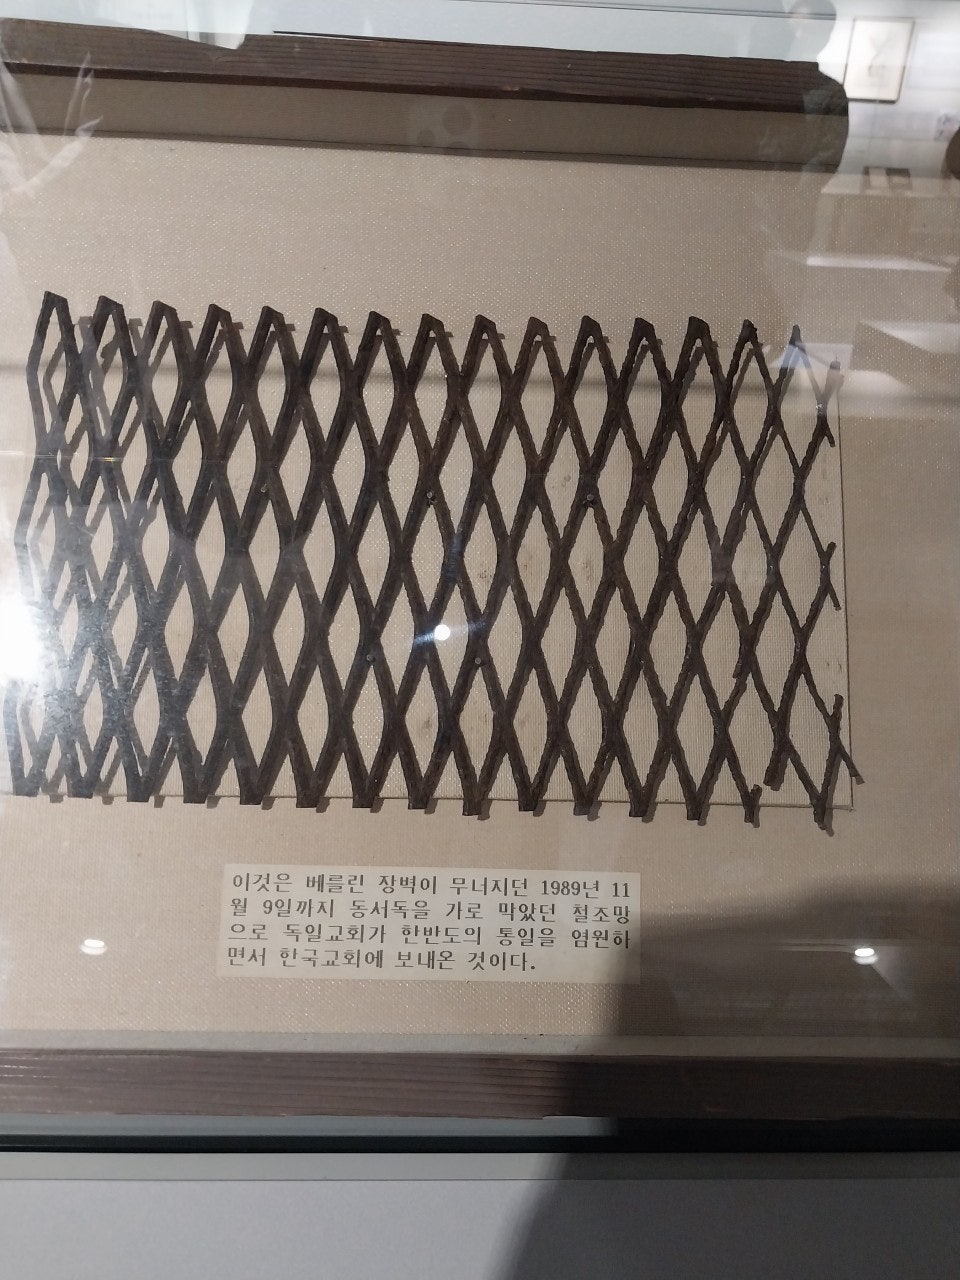 이것은 베를린 장벽이 무너지던 1989년 11
월 9일까지 동서독을 가로 막았던 철조망
으로 독일교회가 한반도의 통일을 염원하
면서 한국교회에 보내온 것이다.